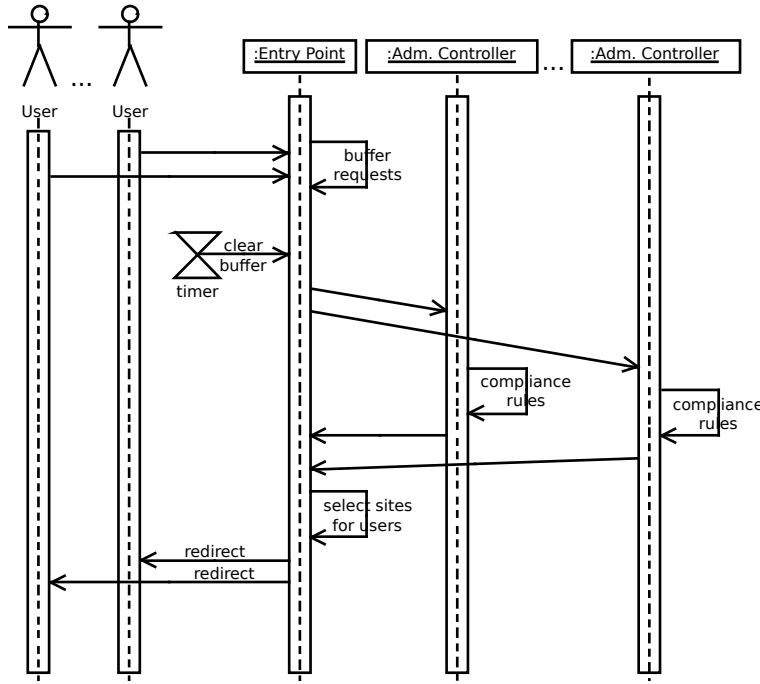 :Entry Point
:Adm. Controller
...
:Adm. Controller
...
User
User
buffer
requests
clear
buffer
timer
compliance
rules
compliance
rules
select sites
for users
redirect
redirect